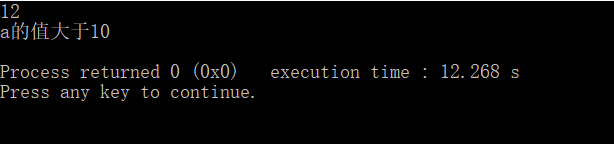 12
a的值大于10
Process returned 0 (0x0)   execution time : 12.268 s
Press any key to continue.